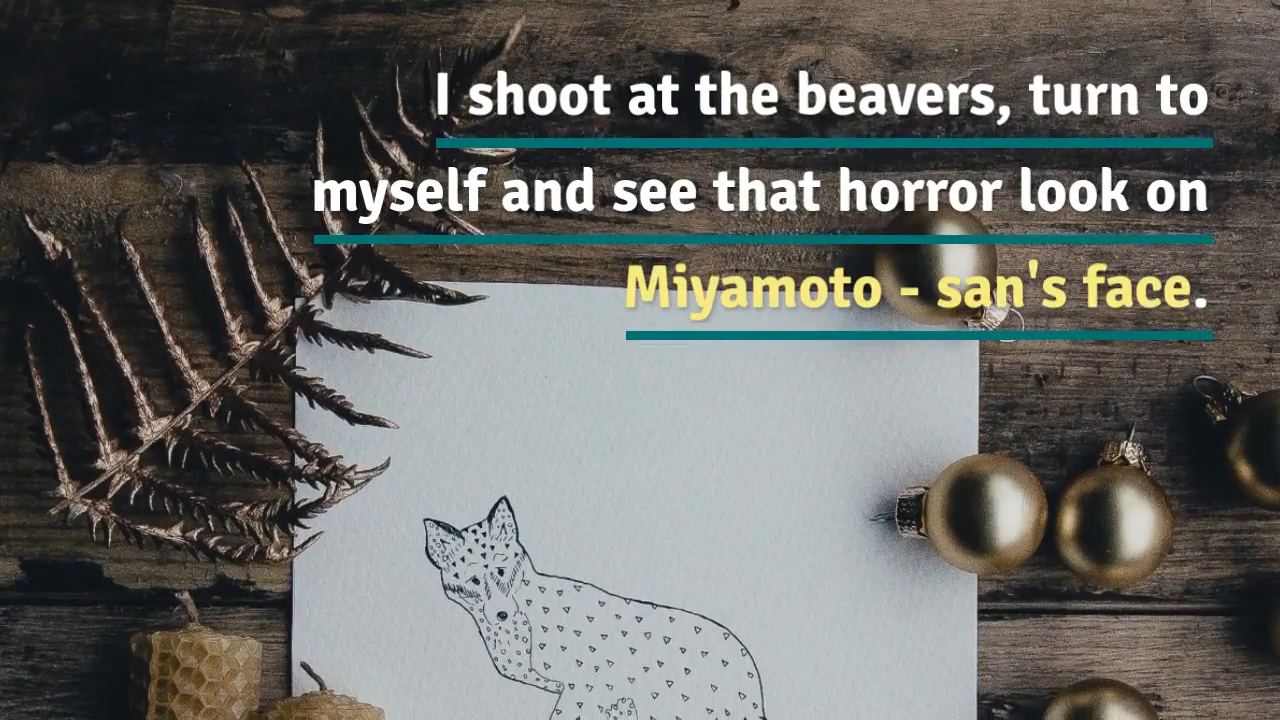 I shoot at the beavers, turn to
myself and see that horror look on
Miyamoto - san's face.